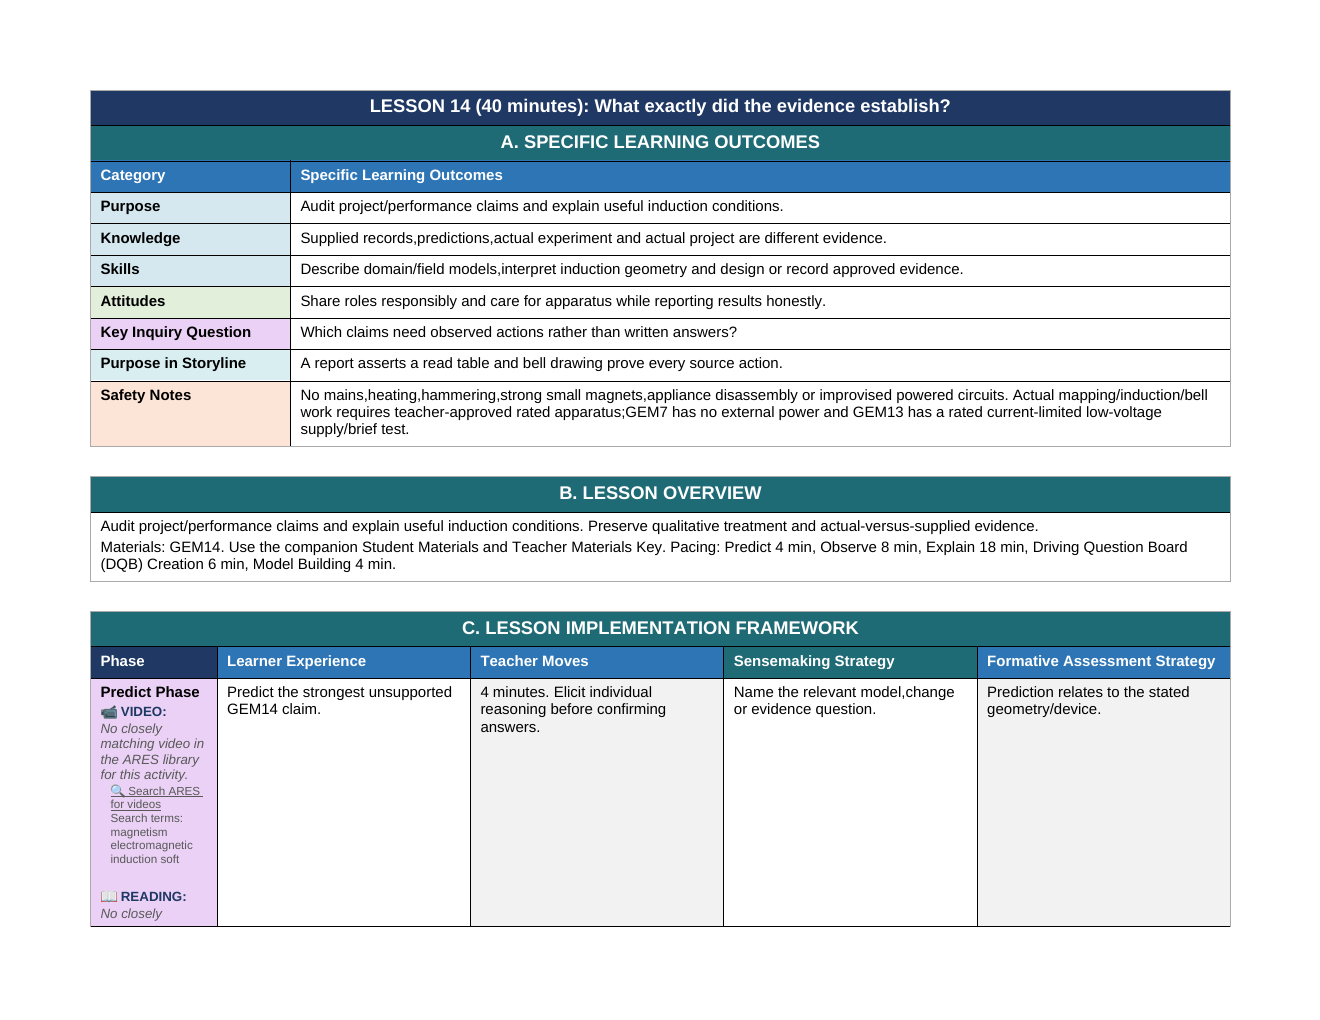 LESSON 14 (40 minutes): What exactly did the evidence establish?
A. SPECIFIC LEARNING OUTCOMES
Category
Specific Learning Outcomes
Purpose
Audit project/performance claims and explain useful induction conditions.
Knowledge
Supplied records,predictions,actual experiment and actual project are different evidence.
Skills
Describe domain/field models,interpret induction geometry and design or record approved evidence.
Attitudes
Share roles responsibly and care for apparatus while reporting results honestly.
Key Inquiry Question
Which claims need observed actions rather than written answers?
Purpose in Storyline
A report asserts a read table and bell drawing prove every source action.
Safety Notes
No mains,heating,hammering,strong small magnets,appliance disassembly or improvised powered circuits. Actual mapping/induction/bell
work requires teacher-approved rated apparatus;GEM7 has no external power and GEM13 has a rated current-limited low-voltage
supply/brief test.
B. LESSON OVERVIEW
Audit project/performance claims and explain useful induction conditions. Preserve qualitative treatment and actual-versus-supplied evidence.
Materials: GEM14. Use the companion Student Materials and Teacher Materials Key. Pacing: Predict 4 min, Observe 8 min, Explain 18 min, Driving Question Board
(DQB) Creation 6 min, Model Building 4 min.
C. LESSON IMPLEMENTATION FRAMEWORK
Phase
Learner Experience
Teacher Moves
Sensemaking Strategy
Formative Assessment Strategy
Predict Phase
📹 VIDEO:
No closely
matching video in
the ARES library
for this activity.
🔍 Search ARES
for videos
Search terms:
magnetism
electromagnetic
induction soft
📖 READING:
No closely
Predict the strongest unsupported
GEM14 claim.
4 minutes. Elicit individual
reasoning before confirming
answers.
Name the relevant model,change
or evidence question.
Prediction relates to the stated
geometry/device.